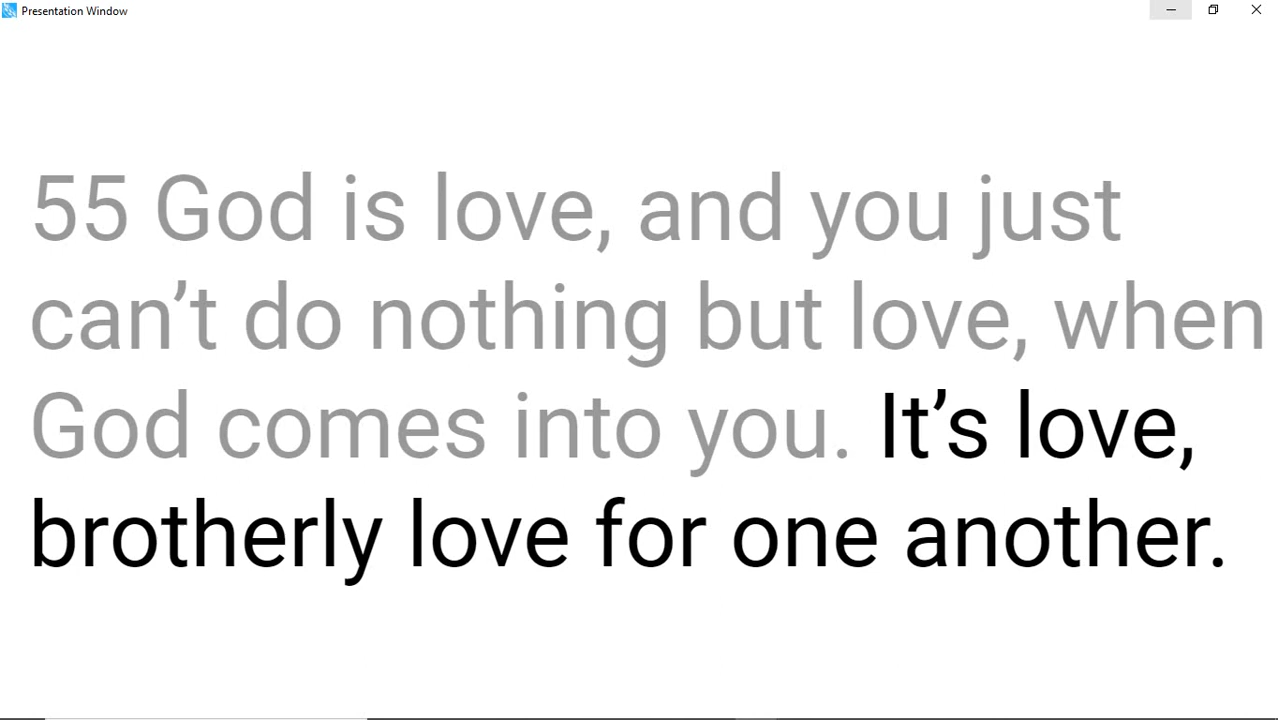 Presentation Window
55 God is love, and you just
can’t do nothing but love, when
God comes into you. It’s love,
brotherly love for one another.